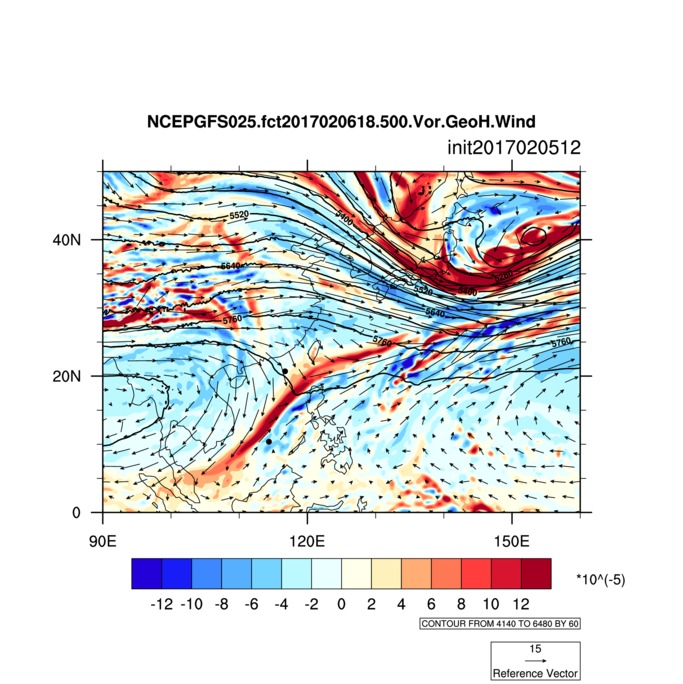 NCEPGFS025.fct2017020618.500.Vor.GeoH.Wind
init2017020512
5520
5400
40N
5640
5280
5520
5400
5640
5760
5760
5760
20N
0
90E 120E 150E
-12 -10 -8 -6 -4 -2 0 2 4 6 8 10 12
*10^(-5)
CONTOUR FROM 4140 TO 6480 BY 60
15
Reference Vector